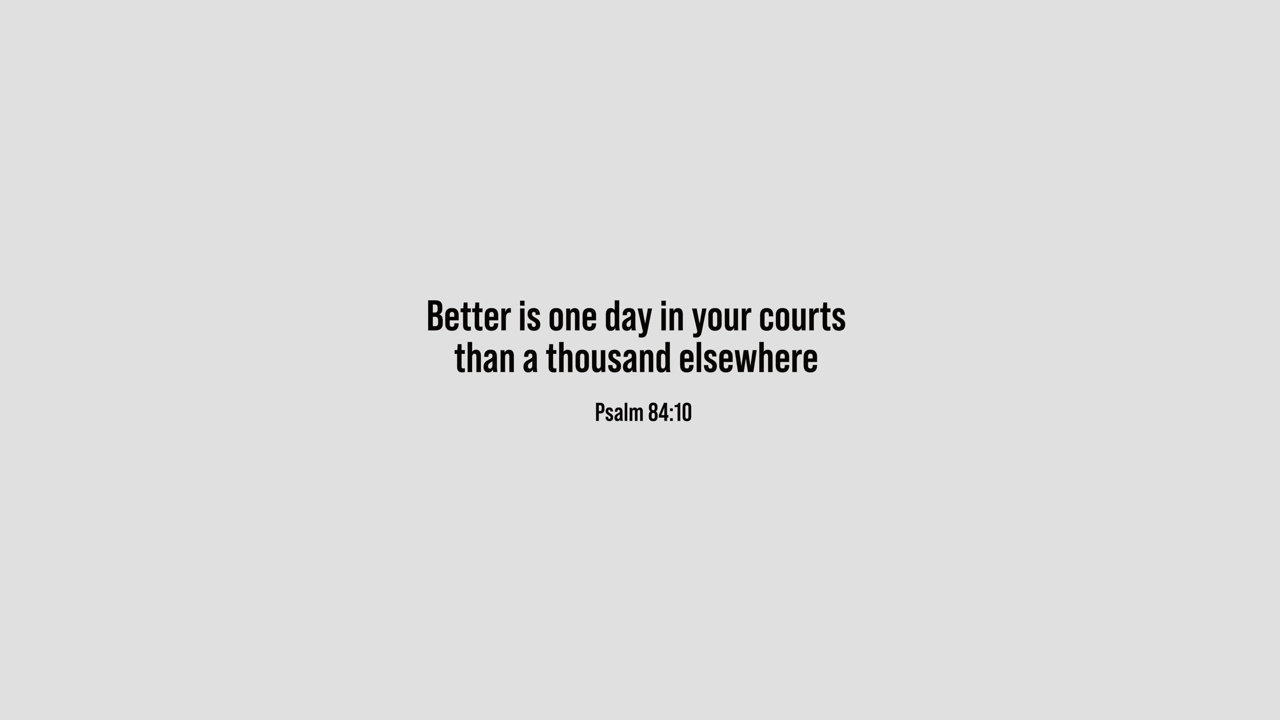 Better is one day in your courts
than a thousand elsewhere
Psalm 84:10